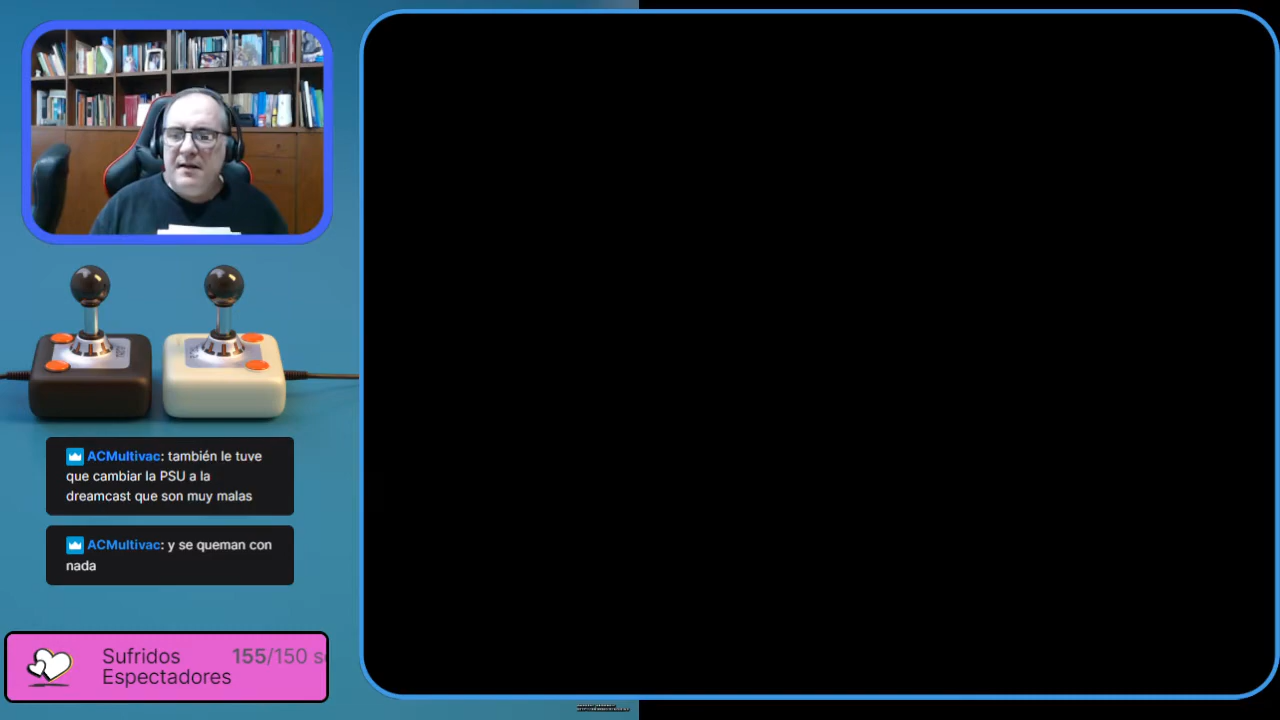 ACMultivac: también le tuve
que cambiar la PSU a la
dreamcast que son muy malas
ACMultivac: y se queman con
nada
Sufridos
Espectadores
155/150 s